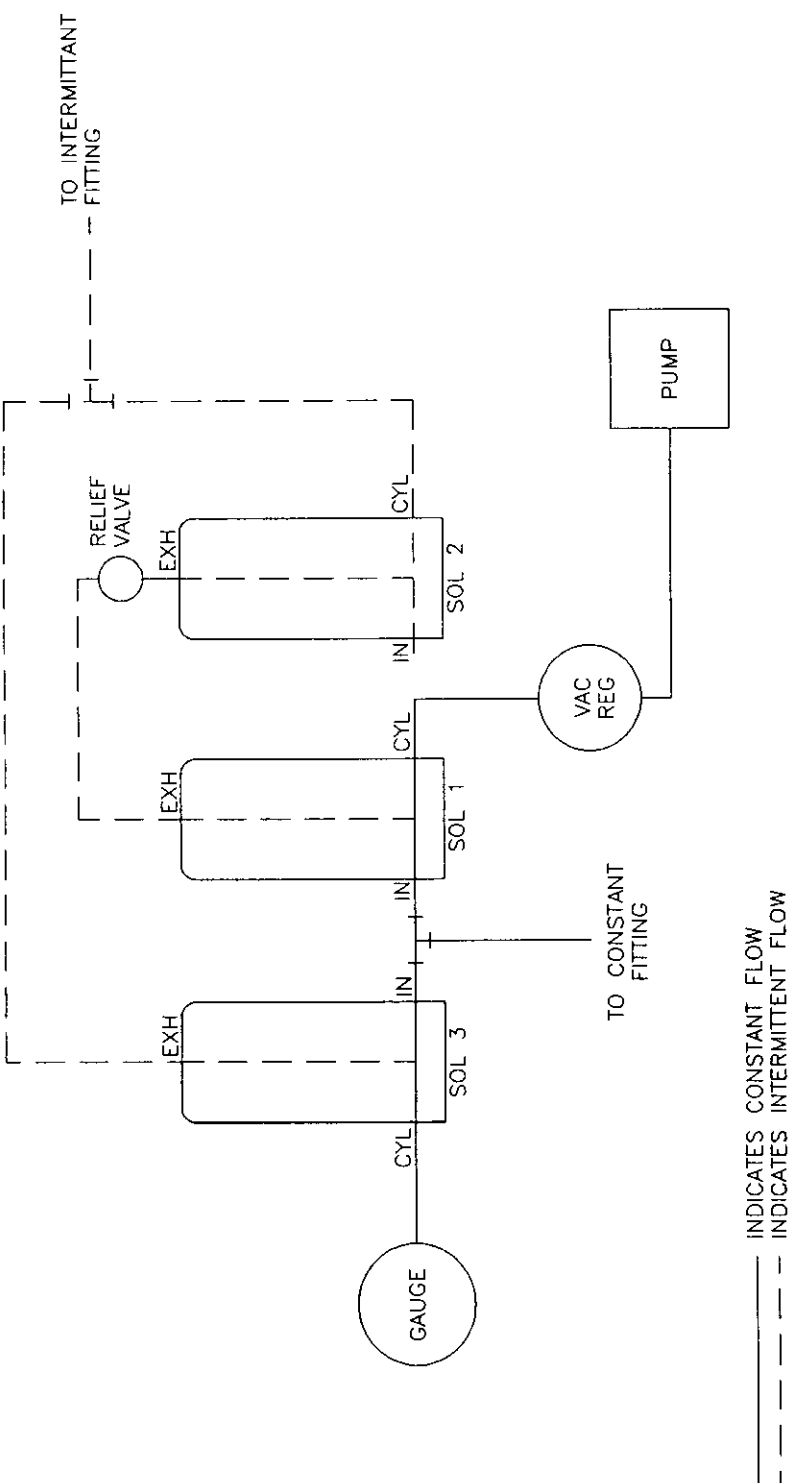 TO INTERMITTANT
FITTING
RELIEF
VALVE
EXH
EXH
EXH
CYL
IN
SOL 3
IN
CYL
SOL 1
IN
CYL
SOL 2
GAUGE
TO CONSTANT
FITTING
VAC
REG
PUMP
INDICATES CONSTANT FLOW
INDICATES INTERMITTENT FLOW